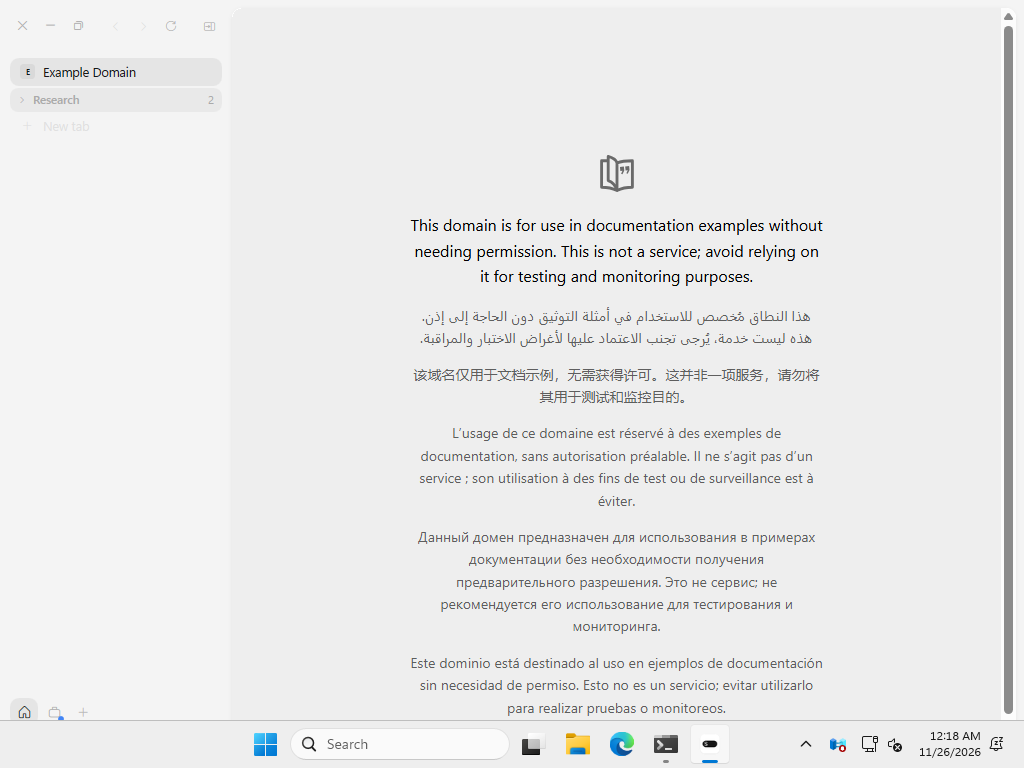 E Example Domain
Research 2
New tab
This domain is for use in documentation examples without
needing permission. This is not a service; avoid relying on
it for testing and monitoring purposes.
هذا النطاق مُخصص للاستخدام في أمثلة التوثيق دون الحاجة إلى إذن.
هذه ليست خدمة، يُرجى تجنب الاعتماد عليها لأغراض الاختبار والمراقبة.
该域名仅用于文档示例，无需获得许可。这并非一项服务，请勿将
其用于测试和监控目的。
L’usage de ce domaine est réservé à des exemples de
documentation, sans autorisation préalable. Il ne s’agit pas d’un
service ; son utilisation à des fins de test ou de surveillance est à
éviter.
Данный домен предназначен для использования в примерах
документации без необходимости получения
предварительного разрешения. Это не сервис; не
рекомендуется его использование для тестирования и
мониторинга.
Este dominio está destinado al uso en ejemplos de documentación
sin necesidad de permiso. Esto no es un servicio; evitar utilizarlo
para realizar pruebas o monitoreos.
Search
12:18 AM
11/26/2026